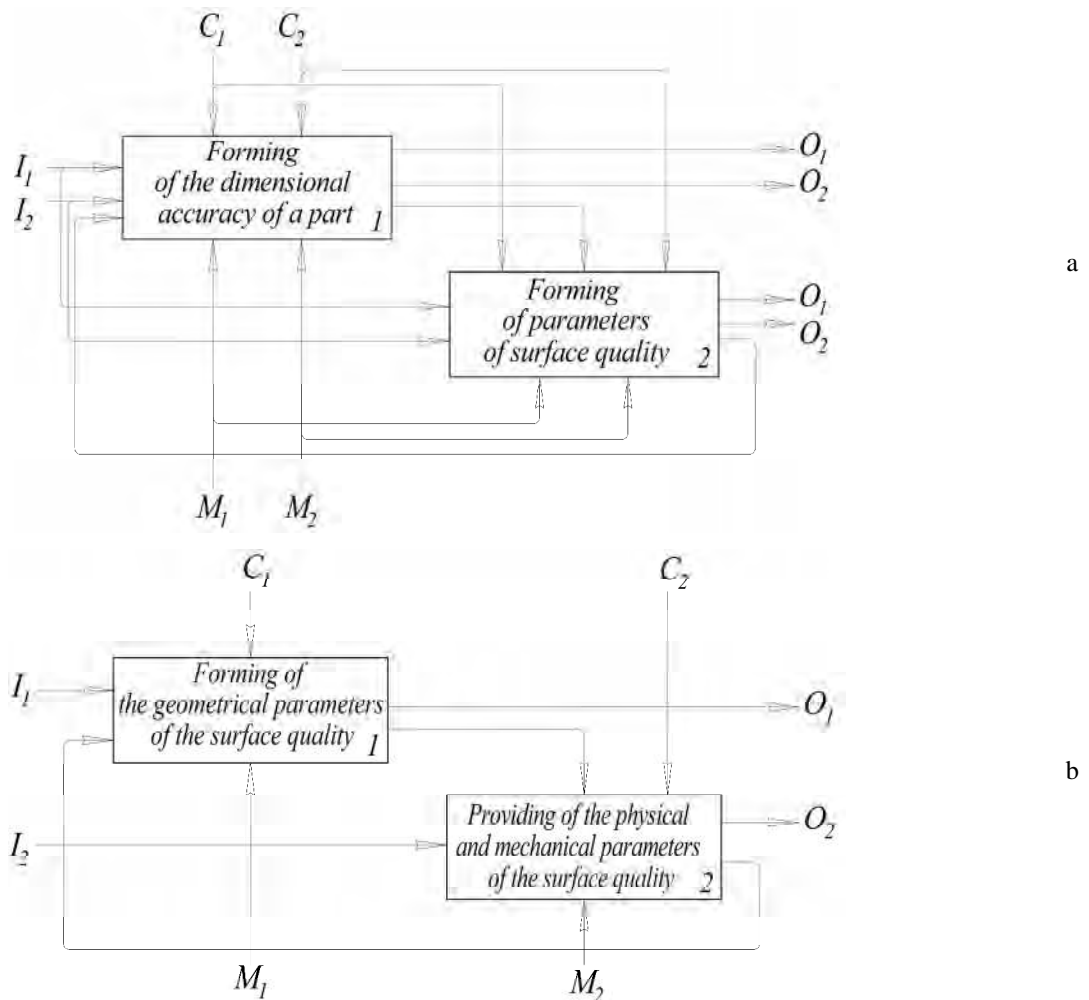 C₁ C₂
Forming
of the dimensional
accuracy of a part 1
I₁
I₂
O₁
O₂
Forming
of parameters
of surface quality 2
O₁
O₂
a
M₁ M₂
C₁ C₂
I₁
Forming of
the geometrical parameters
of the surface quality 1
O₁
b
I₂
Providing of the physical
and mechanical parameters
of the surface quality 2
O₂
M₁ M₂